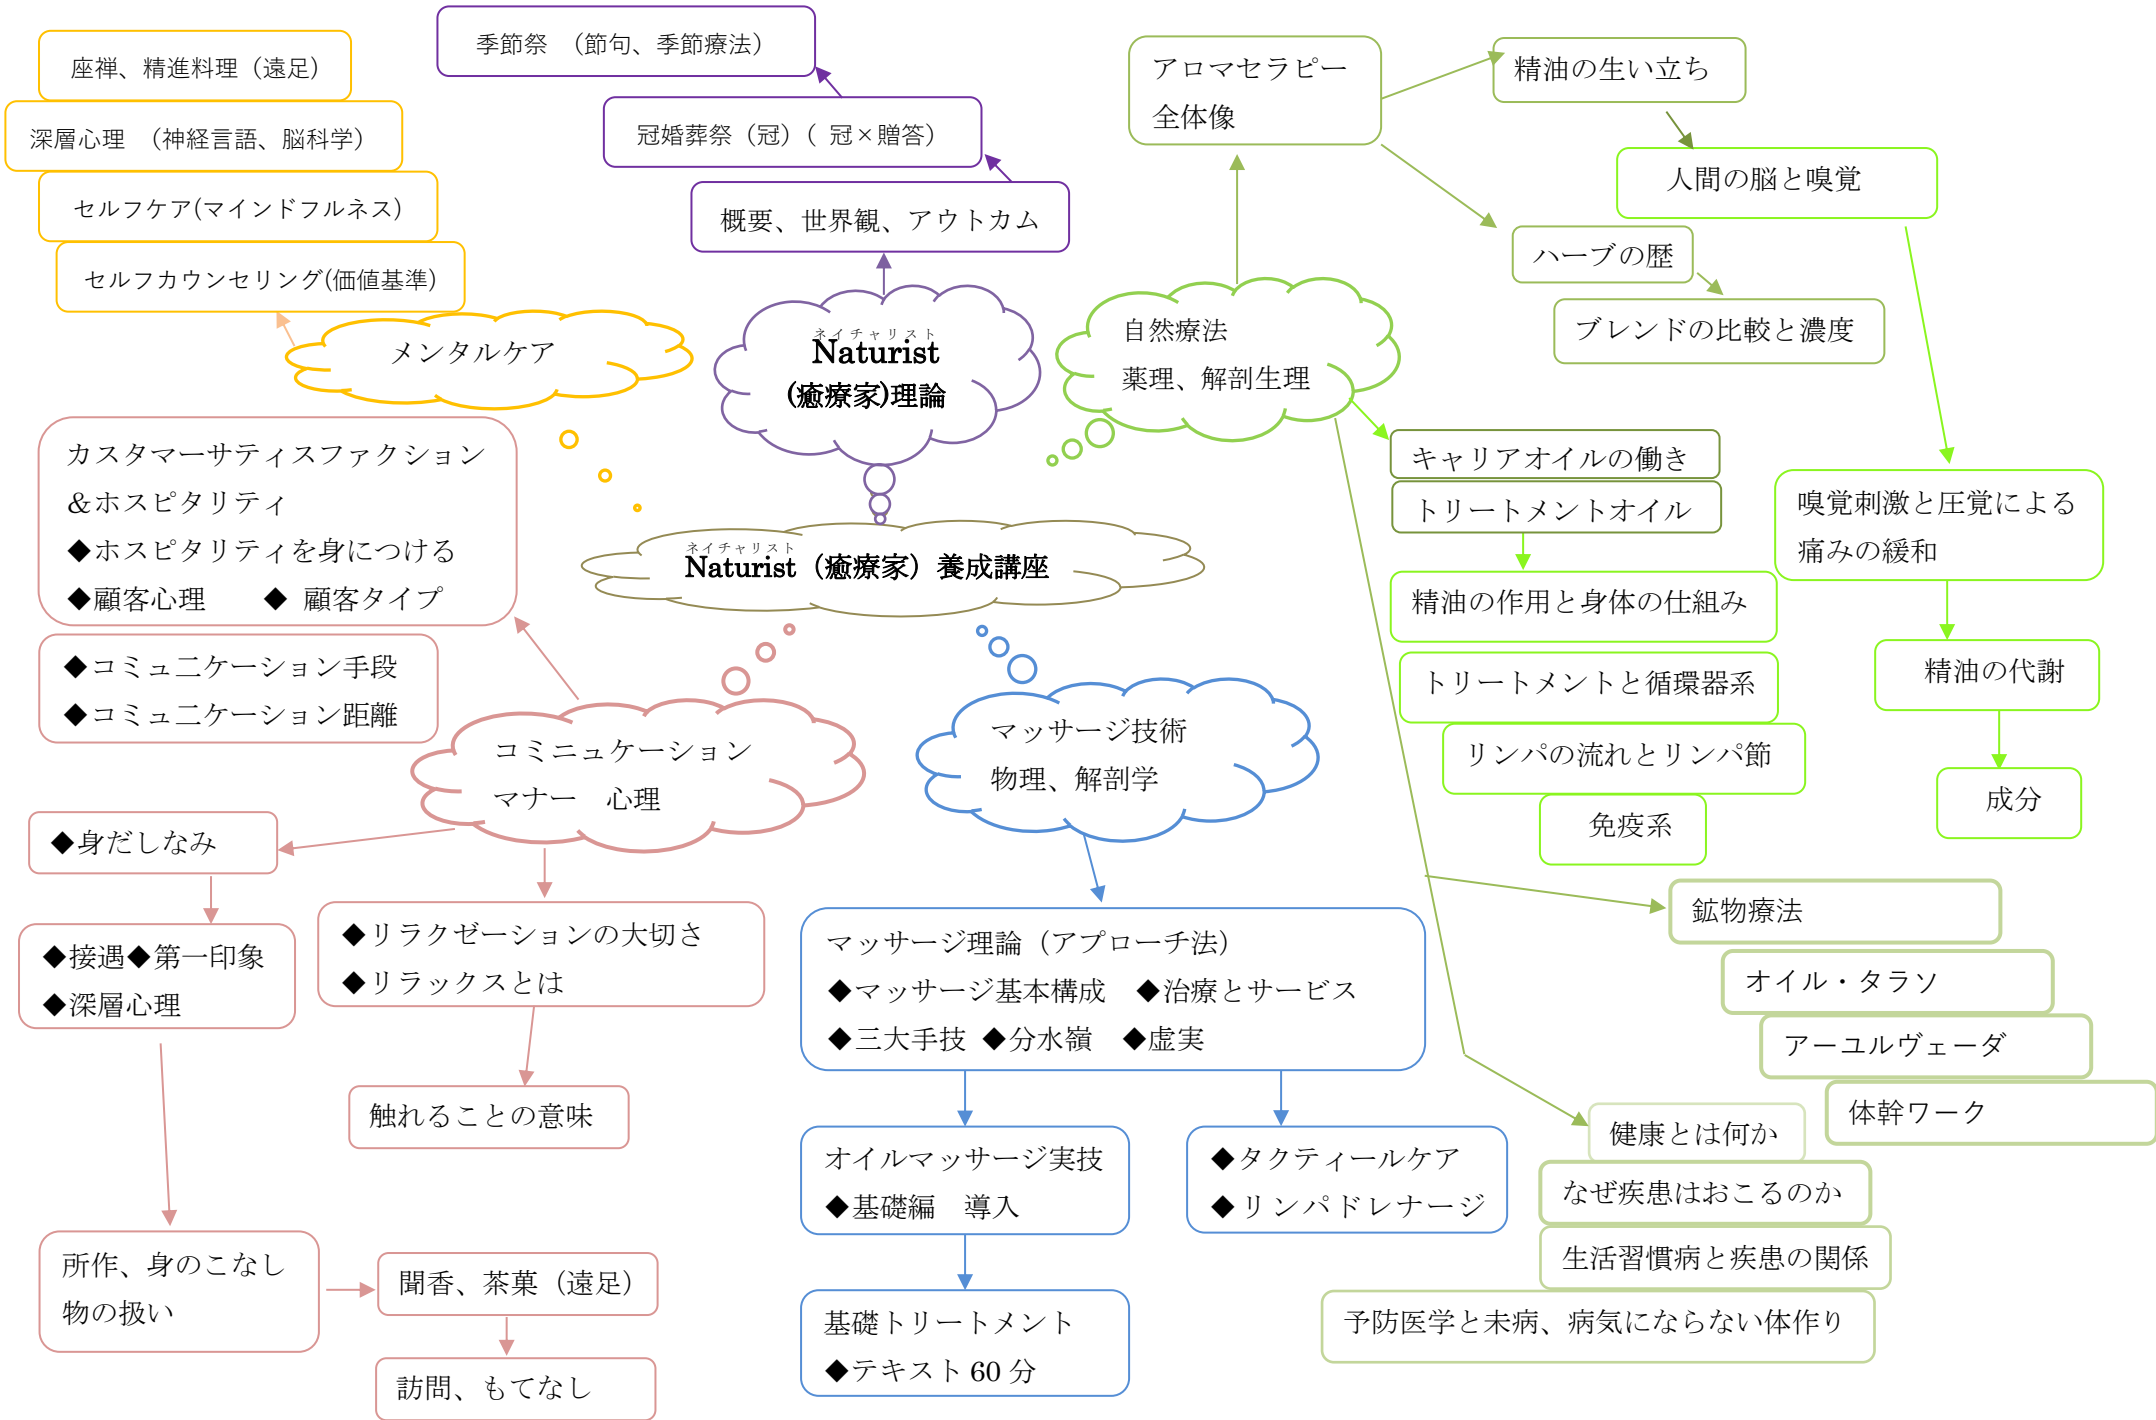 季節祭　（節句、季節療法）
座禅、精進料理（遠足）
深層心理　（神経言語、脳科学）
セルフケア(マインドフルネス)
セルフカウンセリング(価値基準)
冠婚葬祭（冠）（ 冠×贈答）
概要、世界観、アウトカム
アロマセラピー
全体像
精油の生い立ち
人間の脳と嗅覚
ハーブの歴
ブレンドの比較と濃度
メンタルケア
ネイチャリスト
Naturist
(癒療家)理論
自然療法
薬理、解剖生理
カスタマーサティスファクション
＆ホスピタリティ
◆ホスピタリティを身につける
◆顧客心理　　◆ 顧客タイプ
◆コミュ二ケーション手段
◆コミュ二ケーション距離
ネイチャリスト
Naturist（癒療家）養成講座
キャリアオイルの働き
トリートメントオイル
精油の作用と身体の仕組み
トリートメントと循環器系
リンパの流れとリンパ節
免疫系
嗅覚刺激と圧覚による
痛みの緩和
精油の代謝
成分
コミニュケーション
マナー　心理
マッサージ技術
物理、解剖学
◆身だしなみ
◆接遇◆第一印象
◆深層心理
◆リラクゼーションの大切さ
◆リラックスとは
触れることの意味
所作、身のこなし
物の扱い
聞香、茶菓（遠足）
訪問、もてなし
マッサージ理論（アプローチ法）
◆マッサージ基本構成　◆治療とサービス
◆三大手技 ◆分水嶺　◆虚実
オイルマッサージ実技
◆基礎編　導入
◆タクティールケア
◆リンパドレナージ
基礎トリートメント
◆テキスト 60 分
鉱物療法
オイル・タラソ
アーユルヴェーダ
体幹ワーク
健康とは何か
なぜ疾患はおこるのか
生活習慣病と疾患の関係
予防医学と未病、病気にならない体作り